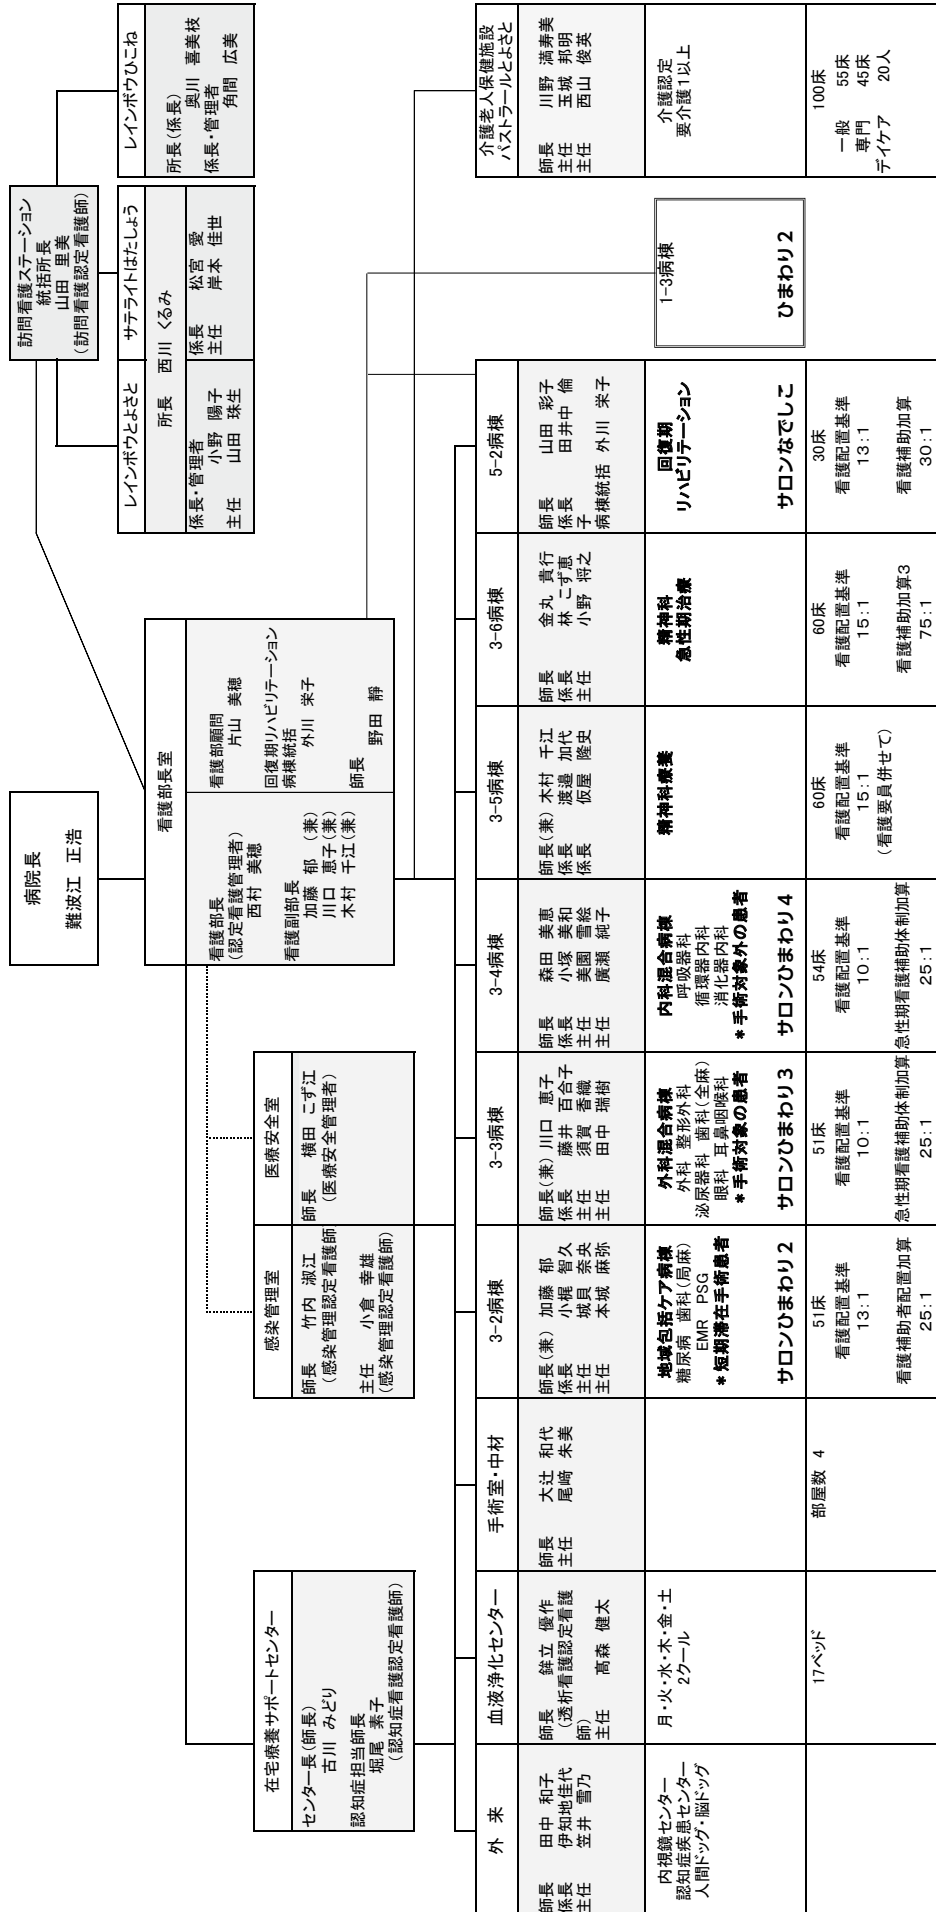 病院長
難波江 正浩
看護部長室
看護部長
(認定看護管理者)
西村 美穂
看護副部長
加藤 郁 (兼)
川口 恵子(兼)
木村 千江(兼)
看護部顧問
片山 美穂
回復期リハビリテーション
病棟統括
外川 栄子
師長
野田 静
訪問看護ステーション
統括所長
山田 里美
(訪問看護認定看護師)
レインボウとよさと
サテライトはたしょう
所長 西川 くるみ
係長・管理者
小野 陽子
主任 山田 珠生
係長 松宮 愛
主任 岸本 佳世
レインボウひこね
所長(係長)
奥川 喜美枝
係長・管理者
角間 広美
在宅療養サポートセンター
センター長(師長)
古川 みどり
認知症担当師長
堀尾 素子
(認知症看護認定看護師)
感染管理室
師長 竹内 淑江
(感染管理認定看護師)
主任 小倉 幸雄
(感染管理認定看護師)
医療安全室
師長 横田 こず江
(医療安全管理者)
外 来
師長 田中 和子
係長 伊知地佳代
主任 笠井 雪乃
内視鏡センター
認知症疾患センター
人間ドッグ・脳ドッグ
血液浄化センター
師長 鉾立 優作
(透析看護認定看護
師)
主任 髙森 健太
月・火・水・木・金・土
2クール
17ベッド
手術室・中材
師長 大辻 和代
主任 尾﨑 朱美
部屋数 4
3-2病棟
師長(兼) 加藤 郁
係長 小梶 智久
主任 城貝 奈央
主任 本城 麻弥
地域包括ケア病棟
糖尿病 歯科(局麻)
EMR PSG
*短期滞在手術患者
サロンひまわり2
51床
看護配置基準
13:1
看護補助者配置加算
25:1
3-3病棟
師長(兼) 川口 恵子
係長 藤井 百合子
主任 須賀 香織
主任 田中 瑞樹
外科混合病棟
外科 整形外科
泌尿器科 歯科(全麻)
眼科 耳鼻咽喉科
*手術対象の患者
サロンひまわり3
51床
看護配置基準
10:1
急性期看護補助体制加算
25:1
3-4病棟
師長 森田 美恵
係長 小塚 美和
主任 美園 雪絵
主任 廣瀬 純子
内科混合病棟
呼吸器科
循環器内科
消化器内科
*手術対象外の患者
サロンひまわり4
54床
看護配置基準
10:1
急性期看護補助体制加算
25:1
3-5病棟
師長(兼) 木村 千江
係長 渡邉 加代
係長 仮屋 隆史
精神科療養
60床
看護配置基準
15:1
(看護要員併せて)
3-6病棟
師長 金丸 貴行
係長 林 こず恵
主任 小野 将之
精神科
急性期治療
60床
看護配置基準
15:1
看護補助加算3
75:1
5-2病棟
師長 山田 彩子
係長 田井中 倫
子
病棟統括 外川 栄子
回復期
リハビリテーション
サロンなでしこ
30床
看護配置基準
13:1
看護補助加算
30:1
1-3病棟
ひまわり2
介護老人保健施設
パストラールとよさと
師長 川野 満寿美
主任 玉城 邦明
主任 西山 俊英
介護認定
要介護1以上
100床
一般 55床
専門 45床
デイケア 20人